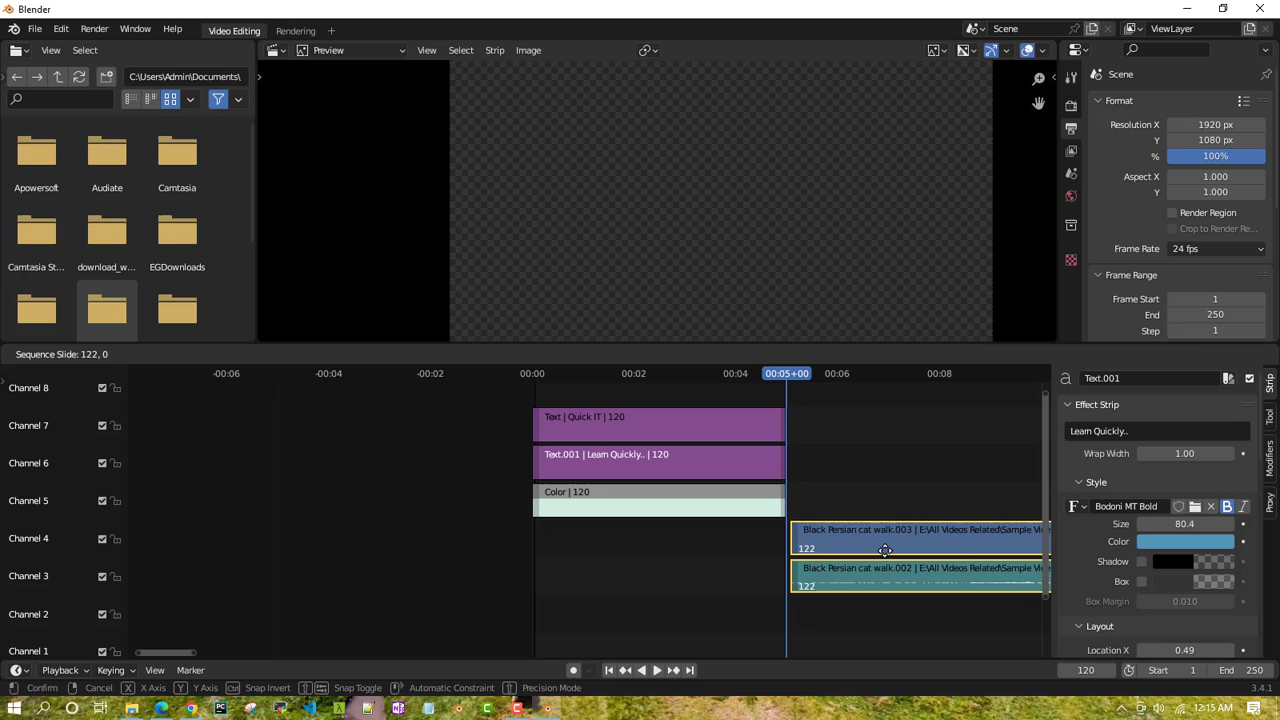 Blender
File Edit Render Window Help Video Editing Rendering + Scene ViewLayer
View Select Preview View Select Strip Image
C:\Users\Admin\Documents\ Scene
Format
Resolution X 1920 px
Y 1080 px
% 100%
Aspect X 1.000
Y 1.000
Apowersoft Audiate Camtasia
Render Region
Crop to Render Re...
Frame Rate 24 fps
Camtasia St... download_w... EGDownloads
Frame Range
Frame Start 1
End 250
Step 1
Sequence Slide: 122, 0
-00:06 -00:04 -00:02 00:00 00:02 00:04 00:05+00 00:06 00:08
Text.001
Channel 8
Effect Strip
Channel 7 Text | Quick IT | 120
Learn Quickly..
Wrap Width 1.00
Channel 6 Text.001 | Learn Quickly.. | 120
Style
Channel 5 Color | 120
Bodoni MT Bold
Size 80.4
Channel 4 Black Persian cat walk.003 | E:\All Videos Related\Sample Vi
122
Color
Shadow
Channel 3 Black Persian cat walk.002 | E:\All Videos Related\Sample Vi
122
Box
Box Margin 0.010
Channel 2
Layout
Channel 1
Location X 0.49
Strip
Tool
Modifiers
Proxy
Playback Keying View Marker 120 Start 1 End 250
Confirm Cancel X X Axis Y Y Axis Ctrl Snap Invert Snap Toggle Automatic Constraint Precision Mode
12:15 AM